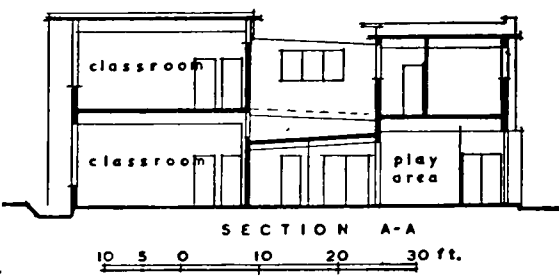 classroom
classroom
play
area
SECTION A-A
10 5 0 10 20 30 ft.